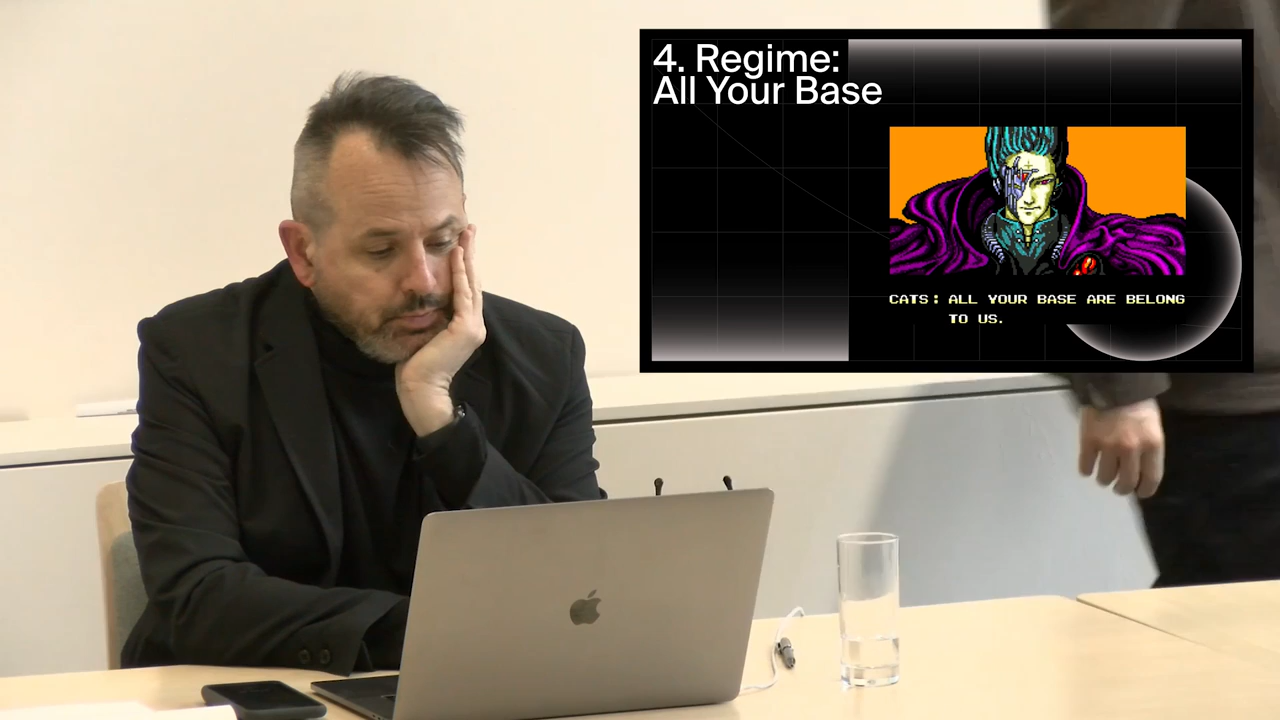 4. Regime:
All Your Base
CATS: ALL YOUR BASE ARE BELONG
TO US.